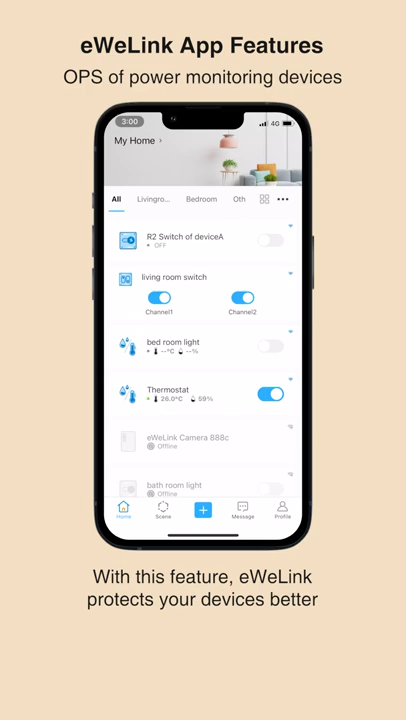 eWeLink App Features
OPS of power monitoring devices
3:00
4G
My Home >
All Livingro... Bedroom Oth
R2 Switch of deviceA
OFF
living room switch
Channel1 Channel2
bed room light
--°C --%
Thermostat
26.0°C 59%
eWeLink Camera 888c
Offline
bath room light
Offline
Home Scene Message Profile
With this feature, eWeLink
protects your devices better